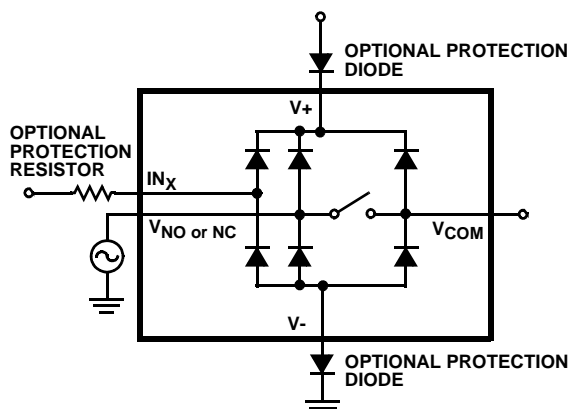 OPTIONAL PROTECTION
DIODE
V+
OPTIONAL
PROTECTION
RESISTOR
INX
VNO or NC
VCOM
V-
OPTIONAL PROTECTION
DIODE